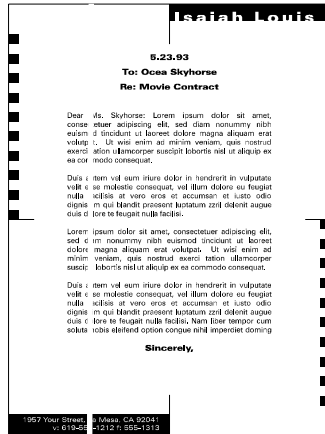 Isaiah Louis
5.23.93
To: Ocea Skyhorse
Re: Movie Contract
Dear Ms. Skyhorse: Lorem ipsum dolor sit amet,
conse etuer adipiscing elit, sed diam nonummy nibh
euism d tincidunt ut laoreet dolore magna aliquam erat
volutp t. Ut wisi enim ad minim veniam, quis nostrud
exerci ation ullamcorper suscipit lobortis nisl ut aliquip ex
ea cor modo consequat.
Duis a tem vel eum iriure dolor in hendrerit in vulputate
velit e se molestie consequat, vel illum dolore eu feugiat
nulla acilisis at vero eros et accumsan et iusto odio
dignis m qui blandit praesent luptatum zzril delenit augue
duis d lore te feugait nulla facilisi.
Lorem ipsum dolor sit amet, consectetuer adipiscing elit,
sed d m nonummy nibh euismod tincidunt ut laoreet
dolore magna aliquam erat volutpat. Ut wisi enim ad
minim veniam, quis nostrud exerci tation ullamcorper
suscip lobortis nisl ut aliquip ex ea commodo consequat.
Duis a tem vel eum iriure dolor in hendrerit in vulputate
velit e se molestie consequat, vel illum dolore eu feugiat
nulla acilisis at vero eros et accumsan et iusto odio
dignis m qui blandit praesent luptatum zzril delenit augue
duis d lore te feugait nulla facilisi. Nam liber tempor cum
soluta nobis eleifend option congue nihil imperdiet doming
Sincerely,
1957 Your Street, a Mesa, CA 92041
v: 619-55 -1212 f: 555-1313